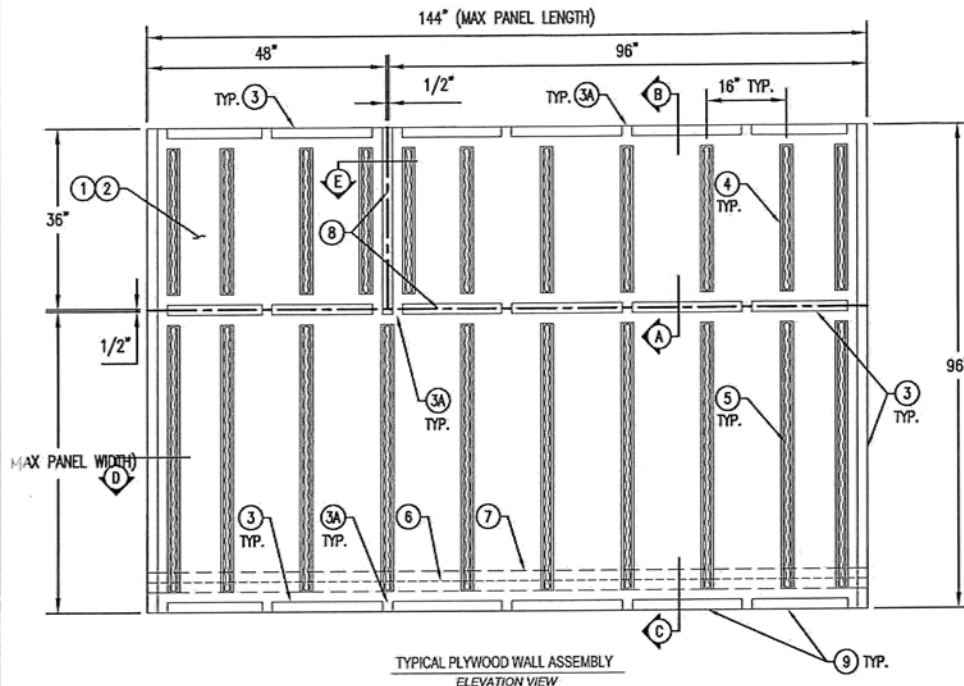 144" (MAX PANEL LENGTH)
48"
96"
1/2"
TYP. 3
TYP. 3A
B
16" TYP.
E
1 2
4
TYP.
36"
8
1/2"
A
96"
3A
TYP.
5
TYP.
3
TYP.
MAX PANEL WIDTH)
D
3
TYP.
3A
TYP.
6
7
C
9 TYP.
TYPICAL PLYWOOD WALL ASSEMBLY
ELEVATION VIEW